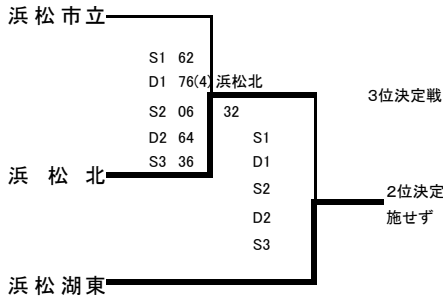 浜松市立
S1 62
D1 76(4) 浜松北
3位決定戦
S2 06 32
D2 64 S1
S3 36 D1
浜松北
S2
2位決定
D2 施せず
S3
浜松湖東